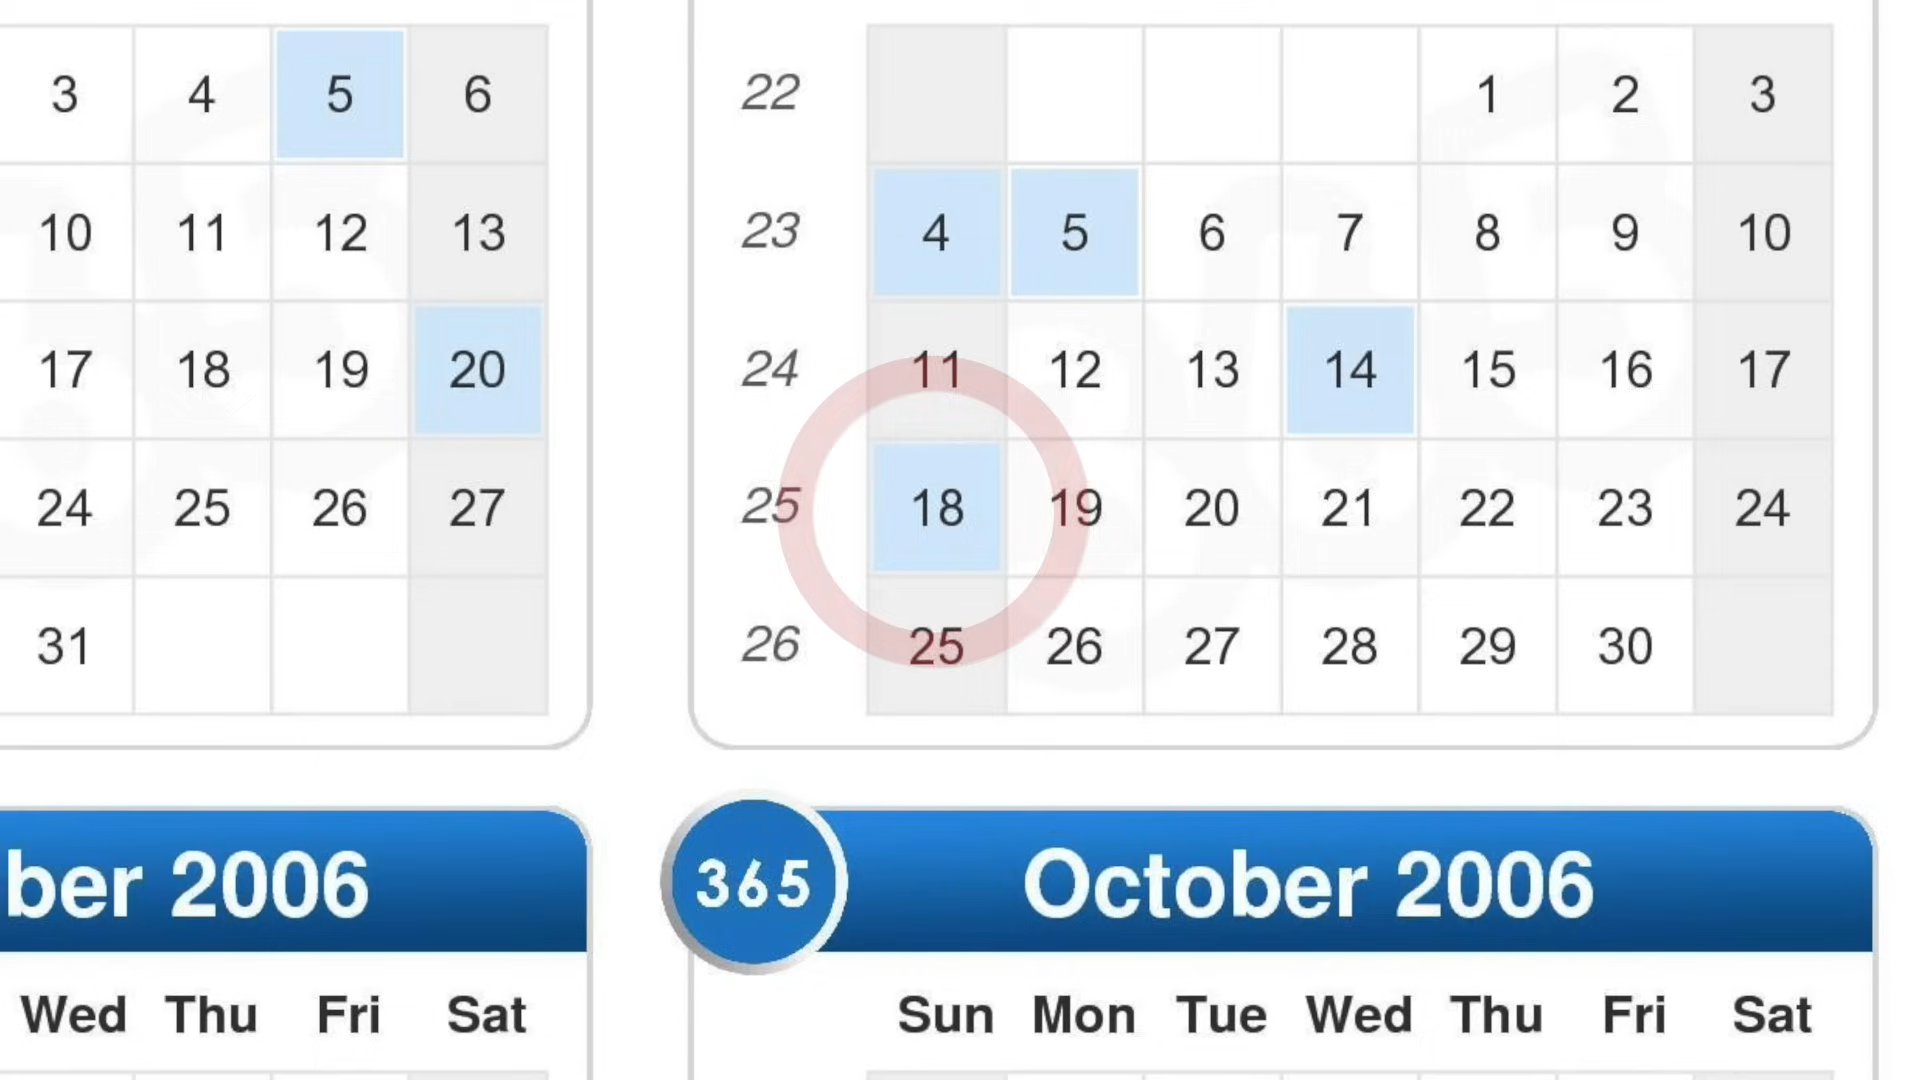 3 4 5 6
10 11 12 13
17 18 19 20
24 25 26 27
31
22 1 2 3
23 4 5 6 7 8 9 10
24 11 12 13 14 15 16 17
25 18 19 20 21 22 23 24
26 25 26 27 28 29 30
ber 2006
Wed Thu Fri Sat
365
October 2006
Sun Mon Tue Wed Thu Fri Sat